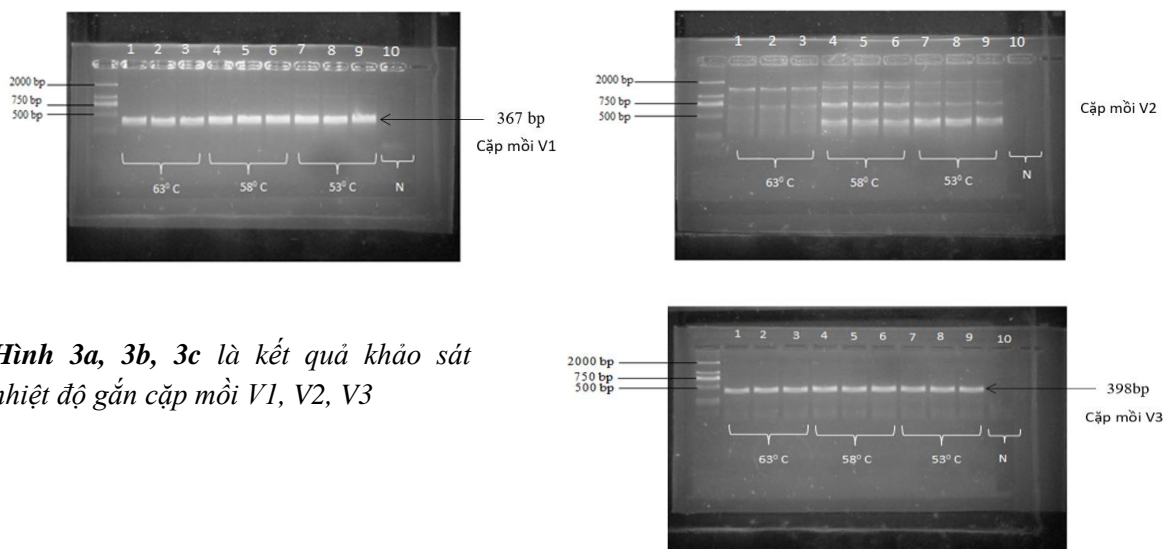 1 2 3 4 5 6 7 8 9 10
2000 bp
750 bp
500 bp
367 bp
Cặp mồi V1
63⁰ C 58⁰ C 53⁰ C N
1 2 3 4 5 6 7 8 9 10
2000 bp
750 bp
500 bp
Cặp mồi V2
63⁰ C 58⁰ C 53⁰ C N
Hình 3a, 3b, 3c là kết quả khảo sát
nhiệt độ gắn cặp mồi V1, V2, V3
1 2 3 4 5 6 7 8 9 10
2000 bp
750 bp
500 bp
398bp
Cặp mồi V3
63⁰ C 58⁰ C 53⁰ C N